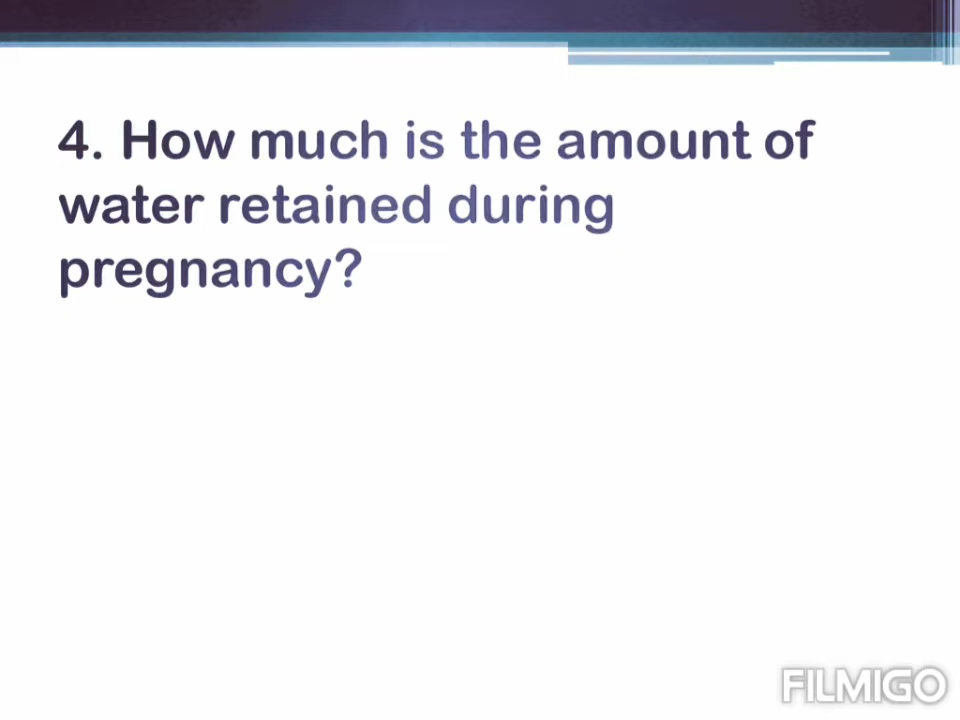 4. How much is the amount of
water retained during
pregnancy?
FILMIGO